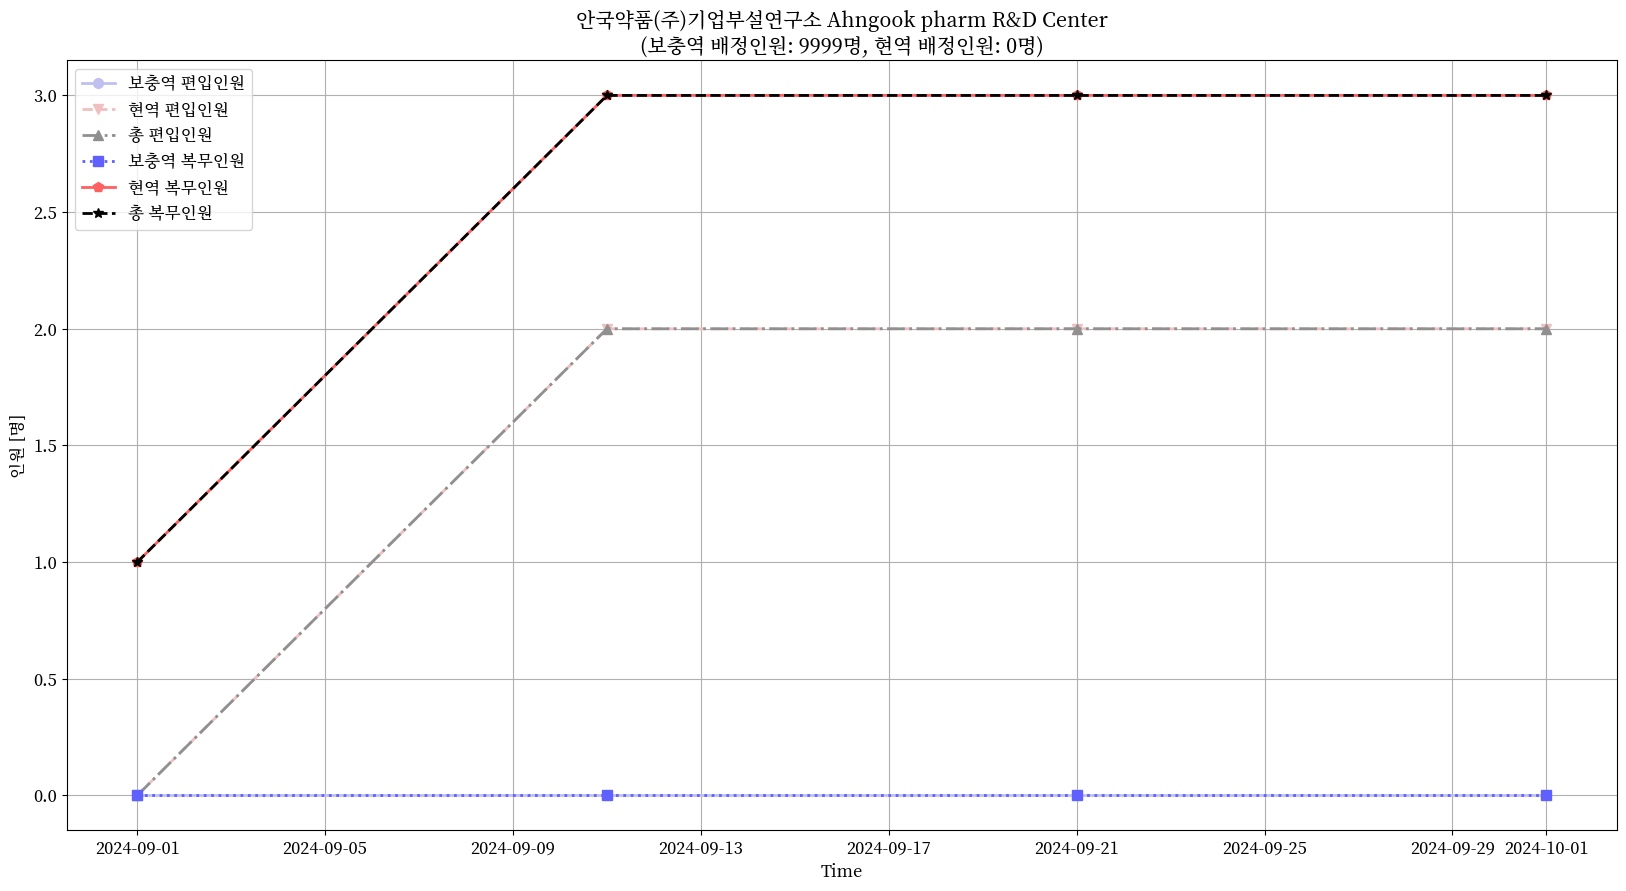 안국약품(주)기업부설연구소 Ahngook pharm R&D Center
(보충역 배정인원: 9999명, 현역 배정인원: 0명)
보충역 편입인원
현역 편입인원
총 편입인원
보충역 복무인원
현역 복무인원
총 복무인원
3.0
2.5
2.0
1.5
1.0
0.5
0.0
인원 [명]
2024-09-01 2024-09-05 2024-09-09 2024-09-13 2024-09-17 2024-09-21 2024-09-25 2024-09-29 2024-10-01
Time